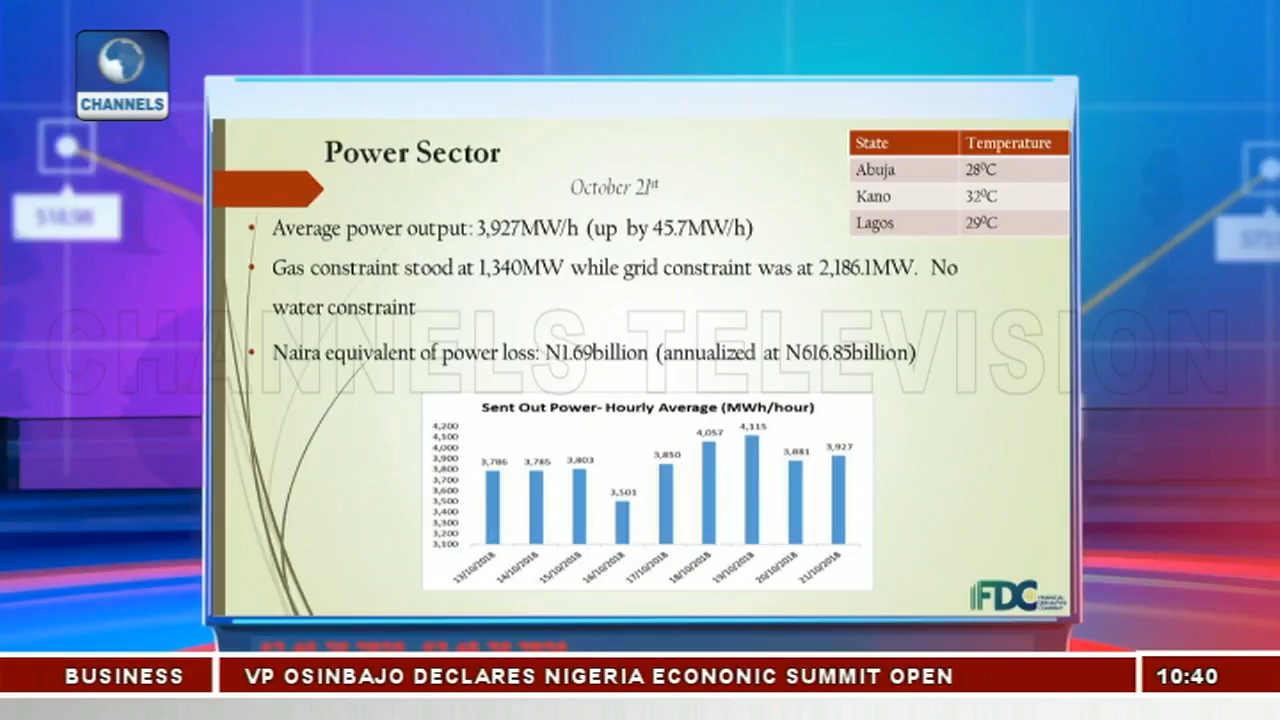 CHANNELS
Power Sector
October 21st
State Temperature
Abuja 28⁰C
Kano 32⁰C
Lagos 29⁰C
• Average power output: 3,927MW/h (up by 45.7MW/h)
• Gas constraint stood at 1,340MW while grid constraint was at 2,186.1MW. No
water constraint
• Naira equivalent of power loss: N1.69billion (annualized at N616.85billion)
CHANNELS TELEVISION
Sent Out Power- Hourly Average (MWh/hour)
4,200
4,100
4,000
3,900
3,800
3,700
3,600
3,500
3,400
3,300
3,200
3,100
3,786 3,785 3,803 3,501 3,850 4,057 4,115 3,881 3,927
13/10/2018 14/10/2018 15/10/2018 16/10/2018 17/10/2018 18/10/2018 19/10/2018 20/10/2018 21/10/2018
FDC
BUSINESS VP OSINBAJO DECLARES NIGERIA ECONONIC SUMMIT OPEN 10:40